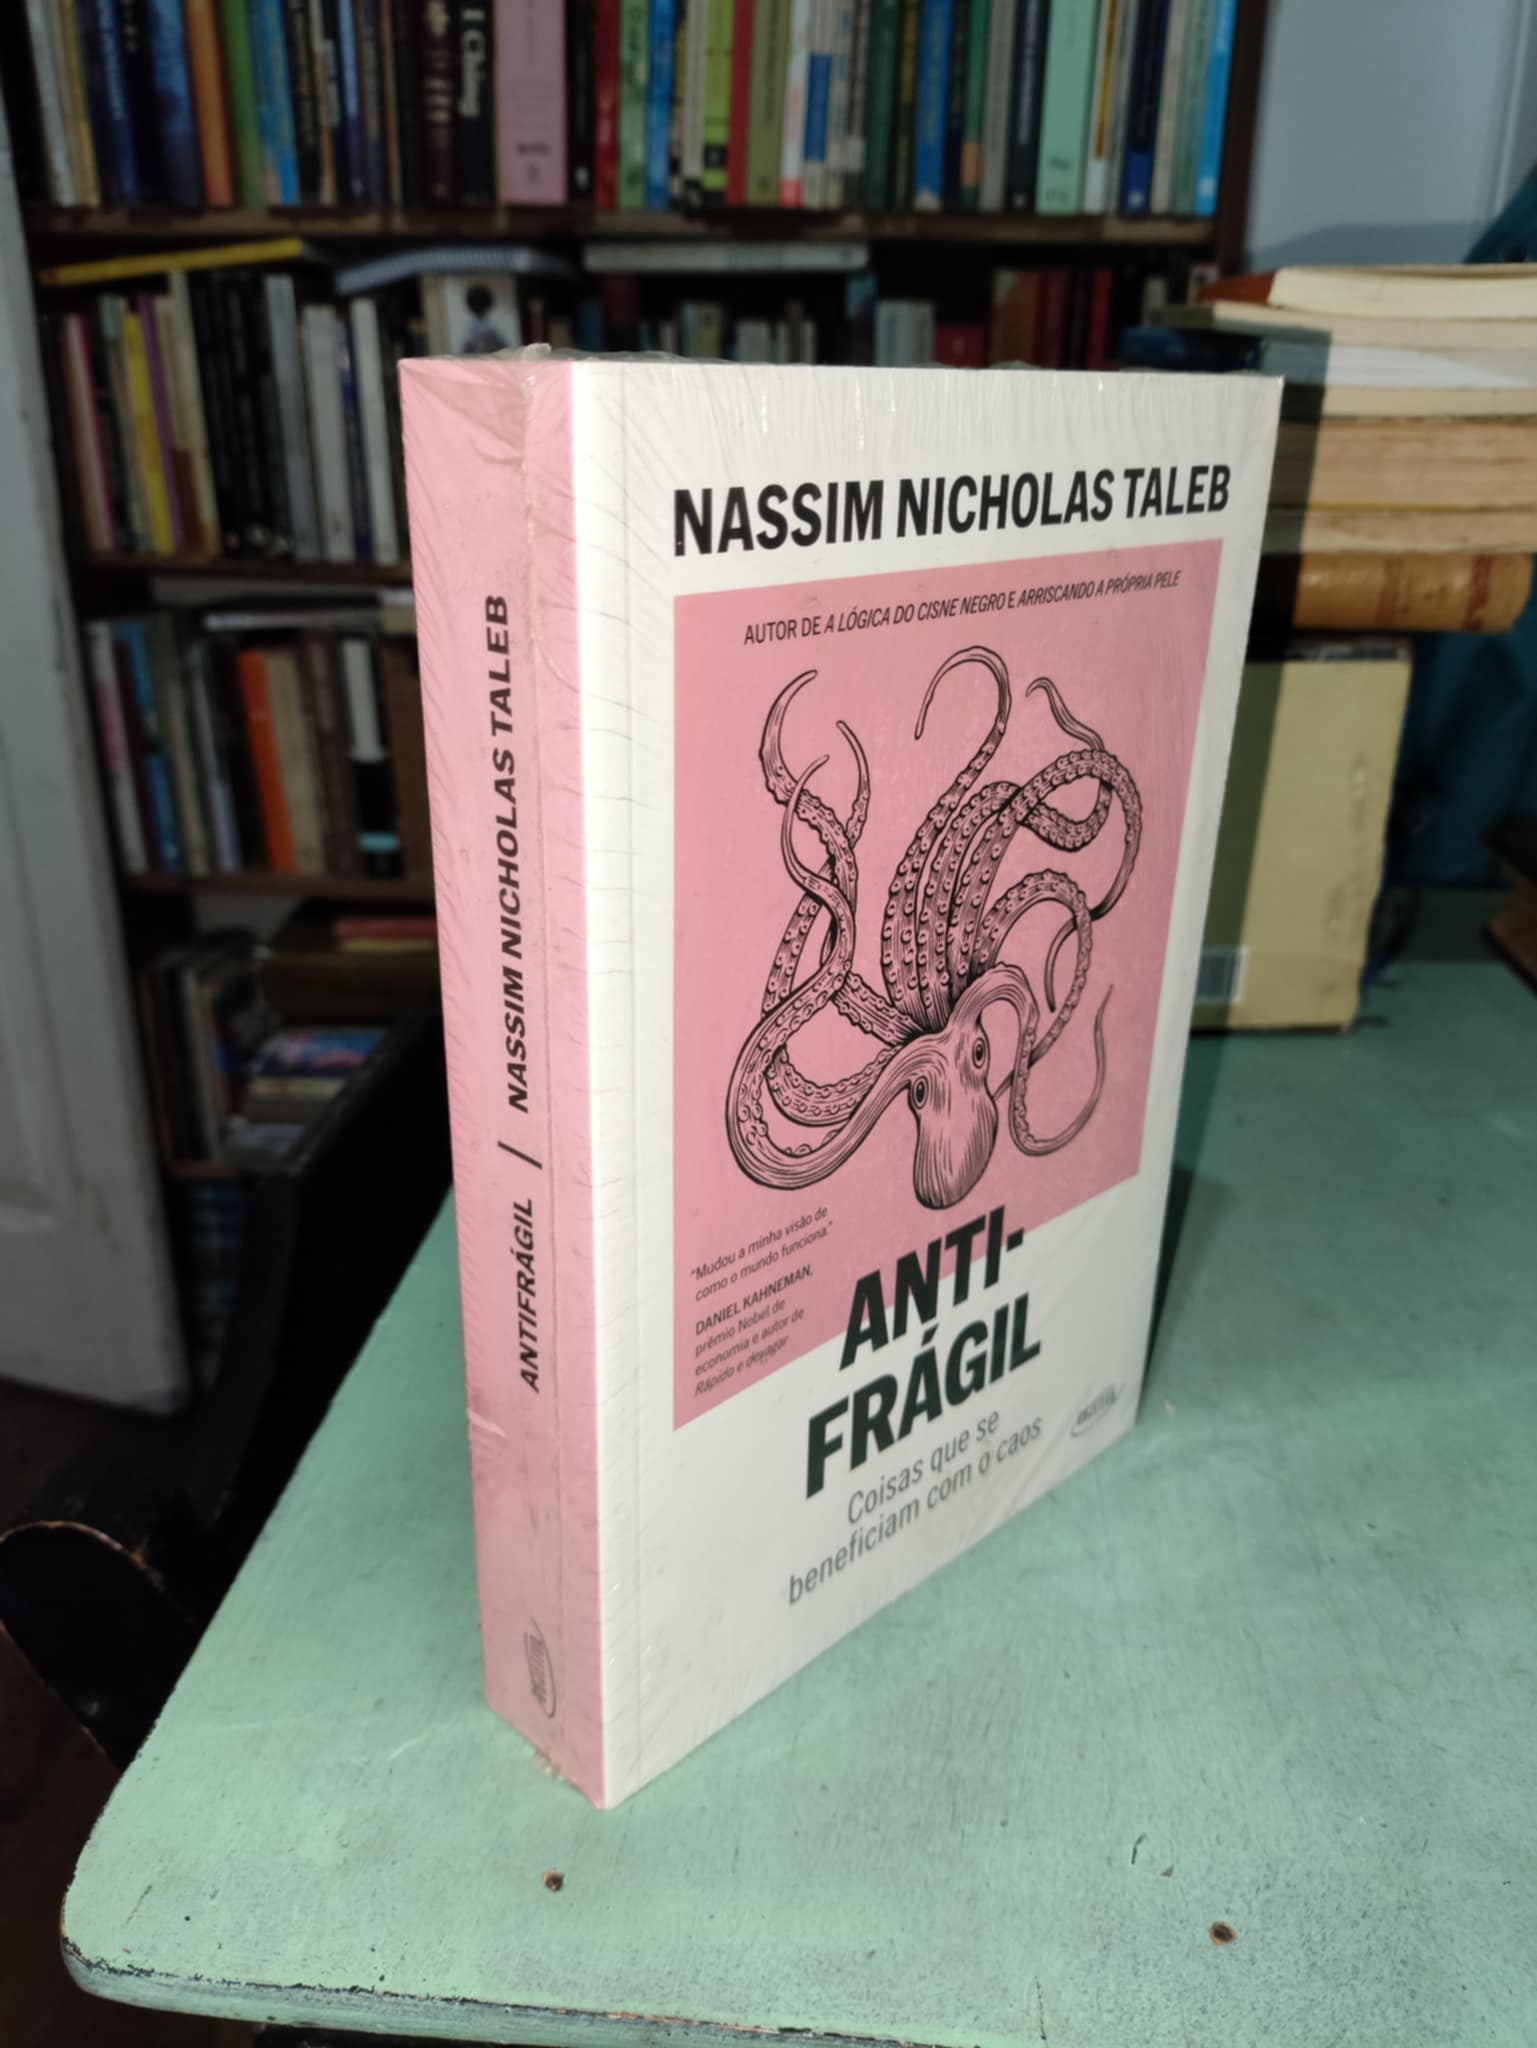 I Ching
NASSIM NICHOLAS TALEB
AUTOR DE A LÓGICA DO CISNE NEGRO E ARRISCANDO A PRÓPRIA PELE
"Mudou a minha visão de
como o mundo funciona."
DANIEL KAHNEMAN,
prêmio Nobel de
economia e autor de
Rápido e devagar
ANTI-
FRÁGIL
Coisas que se
beneficiam com o caos
ANTIFRÁGIL / NASSIM NICHOLAS TALEB